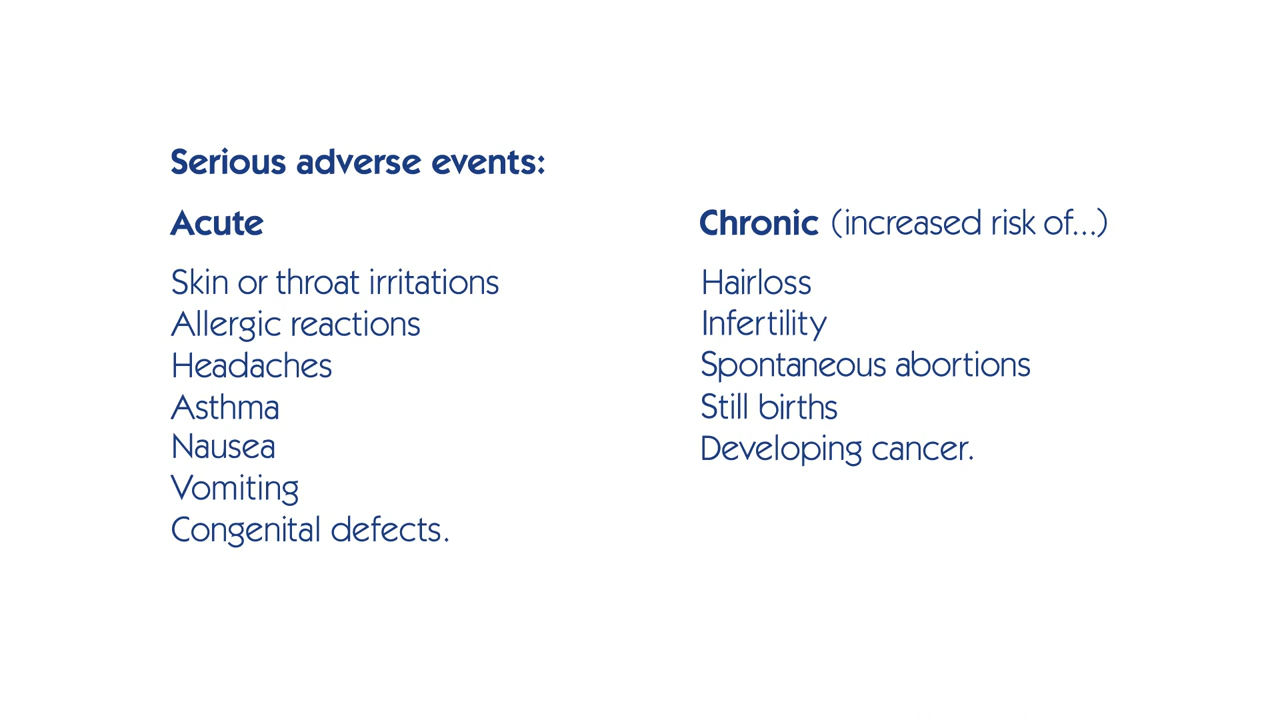 Serious adverse events:
Acute
Skin or throat irritations
Allergic reactions
Headaches
Asthma
Nausea
Vomiting
Congenital defects.
Chronic (increased risk of...)
Hairloss
Infertility
Spontaneous abortions
Still births
Developing cancer.